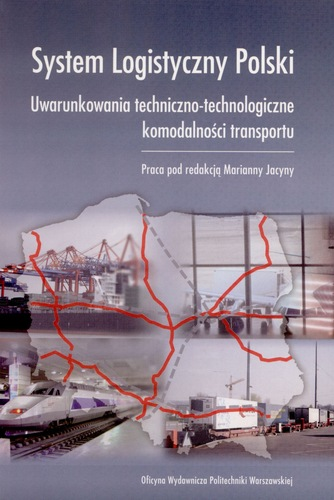 System Logistyczny Polski
Uwarunkowania techniczno-technologiczne
komodalności transportu
Praca pod redakcją Marianny Jacyny
Oficyna Wydawnicza Politechniki Warszawskiej